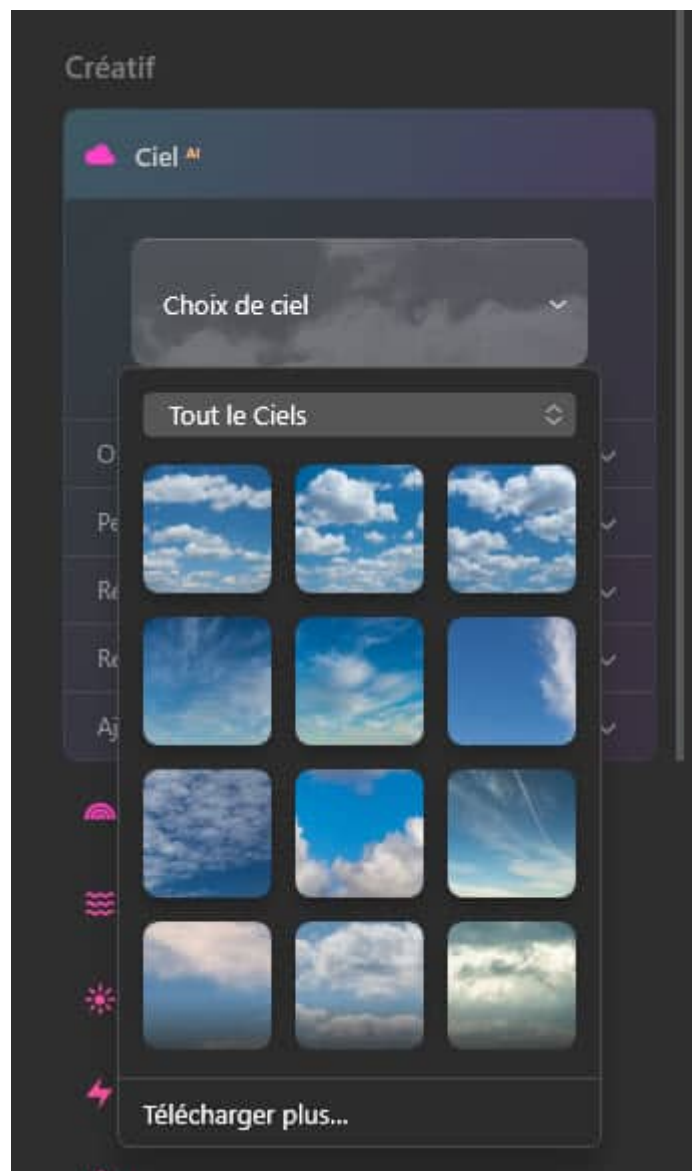 Créatif
Ciel AI
Choix de ciel
Tout le Ciels
Télécharger plus...